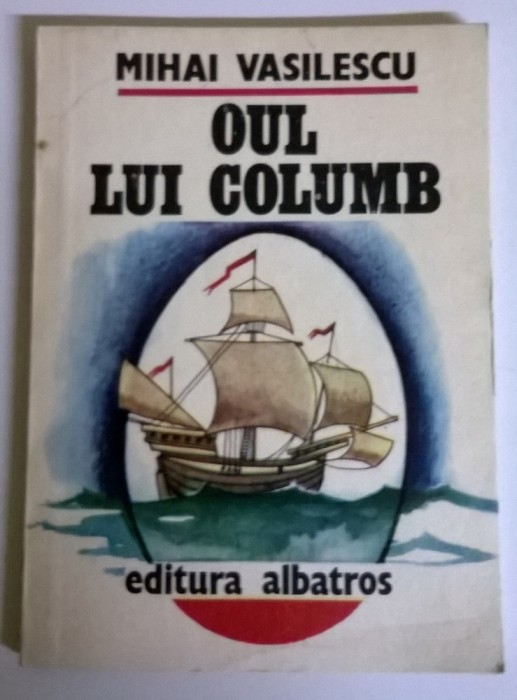 MIHAI VASILESCU
OUL
LUI COLUMB
editura albatros